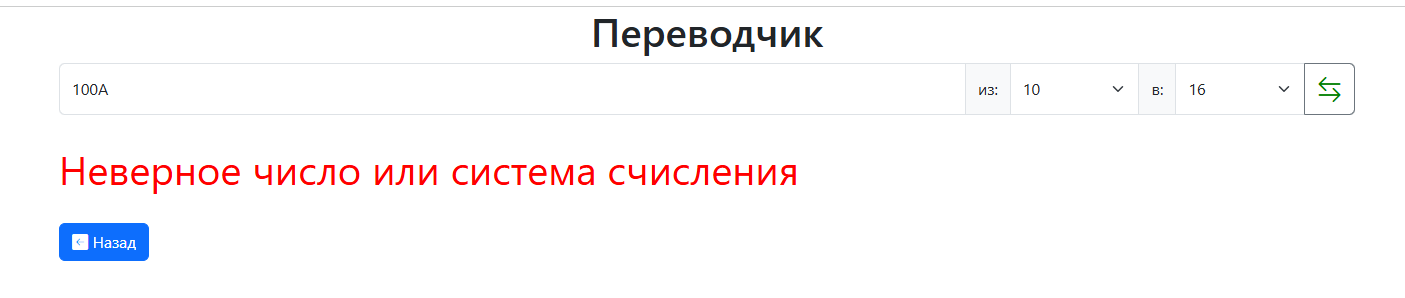 Переводчик
100A из: 10 в: 16
Неверное число или система счисления
Назад